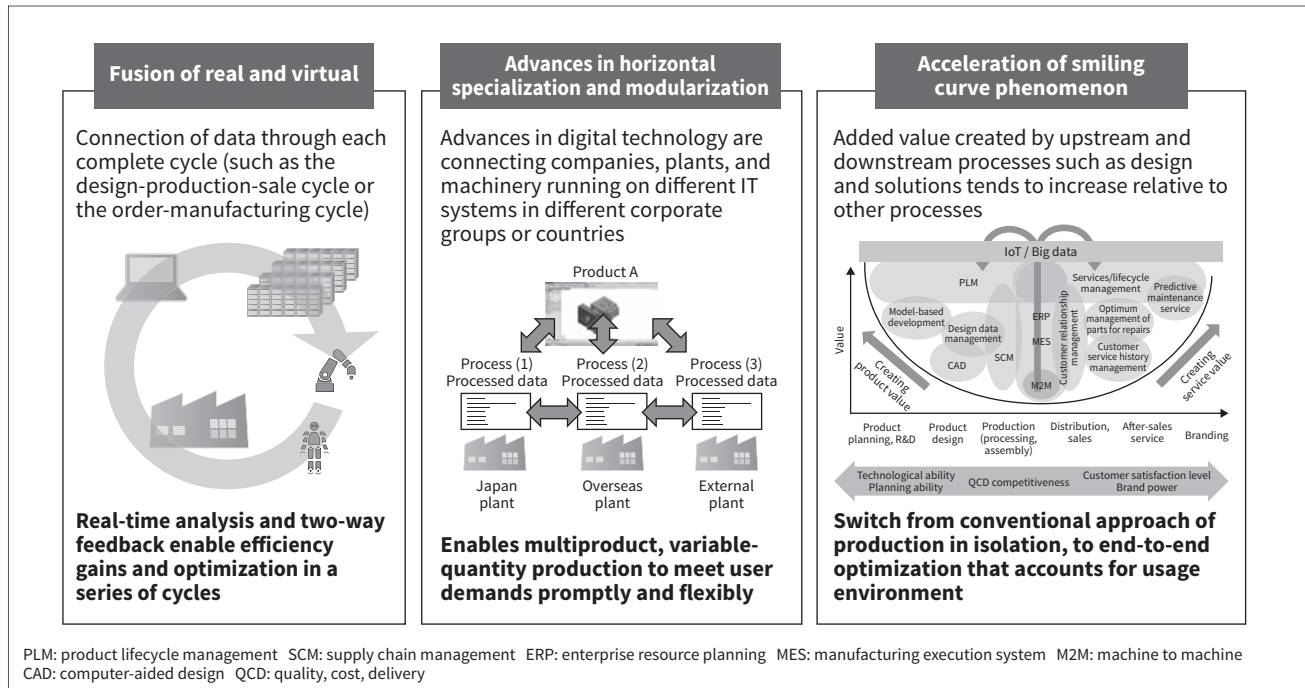 Fusion of real and virtual
Connection of data through each
complete cycle (such as the
design-production-sale cycle or
the order-manufacturing cycle)
Real-time analysis and two-way
feedback enable efficiency
gains and optimization in a
series of cycles
Advances in horizontal
specialization and modularization
Advances in digital technology are
connecting companies, plants, and
machinery running on different IT
systems in different corporate
groups or countries
Product A
Process (1)
Processed data
Process (2)
Processed data
Process (3)
Processed data
Japan
plant
Overseas
plant
External
plant
Enables multiproduct, variable-
quantity production to meet user
demands promptly and flexibly
Acceleration of smiling
curve phenomenon
Added value created by upstream and
downstream processes such as design
and solutions tends to increase relative to
other processes
IoT / Big data
Value
PLM
Model-based
development
Design data
management
CAD
SCM
ERP
MES
M2M
Customer relationship
management
Services/lifecycle
management
Predictive
maintenance
service
Optimum
management of
parts for repairs
Customer
service history
management
Creating
product value
Creating
service value
Product
planning, R&D
Product
design
Production
(processing,
assembly)
Distribution,
sales
After-sales
service
Branding
Technological ability
Planning ability
QCD competitiveness
Customer satisfaction level
Brand power
Switch from conventional approach of
production in isolation, to end-to-end
optimization that accounts for usage
environment
PLM: product lifecycle management SCM: supply chain management ERP: enterprise resource planning MES: manufacturing execution system M2M: machine to machine
CAD: computer-aided design QCD: quality, cost, delivery